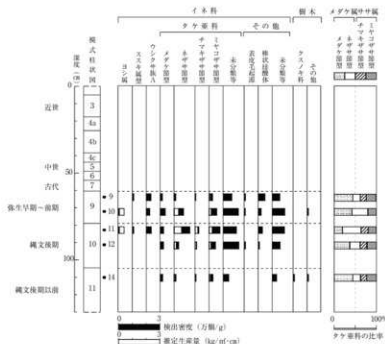 イネ科
樹木
メダケ属 ササ属
タケ亜科
その他
深度 (cm)
模式柱状図
ヨシ属
ススキ属型
ウシクサ族A
メダケ節型
ネザサ節型
チマキザサ節型
ミヤコザサ節型
未分類等
表皮毛起源
棒状珪酸体
未分類等
クスノキ科
その他
メダケ節型
ネザサ節型
チマキザサ節型
ミヤコザサ節型
0
近世
3
4a
4b
4c
中世
5
50
6
古代
7
弥生早期~前期
9
9
10
縄文後期
10
11
12
100
縄文後期以前
11
14
0 3
検出密度 (万個/g)
推定生産量 (kg/㎡・cm)
0 3
0 100%
タケ亜科の比率